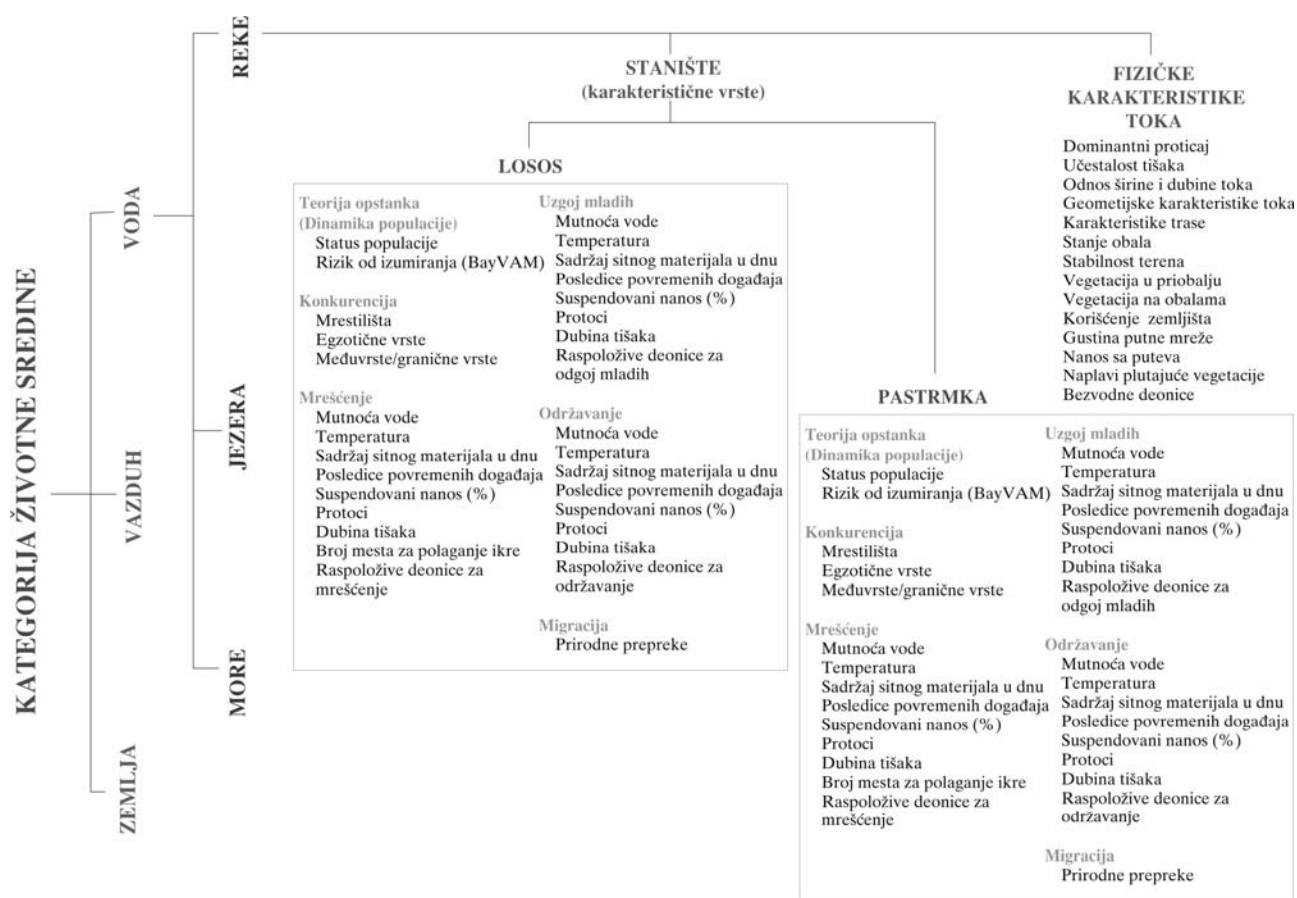 KATEGORIJA ŽIVOTNE SREDINE
VODA
VAZDUH
ZEMLJA
REKE
JEZERA
MORE
STANIŠTE
(karakteristične vrste)
LOSOS
Teorija opstanka
(Dinamika populacije)
Status populacije
Rizik od izumiranja (BayVAM)
Konkurencija
Mrestilišta
Egzotične vrste
Međuvrste/granične vrste
Mrešćenje
Mutnoća vode
Temperatura
Sadržaj sitnog materijala u dnu
Posledice povremenih događaja
Suspendovani nanos (%)
Protoci
Dubina tišaka
Broj mesta za polaganje ikre
Raspoložive deonice za
mrešćenje
Uzgoj mladih
Mutnoća vode
Temperatura
Sadržaj sitnog materijala u dnu
Posledice povremenih događaja
Suspendovani nanos (%)
Protoci
Dubina tišaka
Raspoložive deonice za
odgoj mladih
Održavanje
Mutnoća vode
Temperatura
Sadržaj sitnog materijala u dnu
Posledice povremenih događaja
Suspendovani nanos (%)
Protoci
Dubina tišaka
Raspoložive deonice za
održavanje
Migracija
Prirodne prepreke
PASTRMKA
Teorija opstanka
(Dinamika populacije)
Status populacije
Rizik od izumiranja (BayVAM)
Konkurencija
Mrestilišta
Egzotične vrste
Međuvrste/granične vrste
Mrešćenje
Mutnoća vode
Temperatura
Sadržaj sitnog materijala u dnu
Posledice povremenih događaja
Suspendovani nanos (%)
Protoci
Dubina tišaka
Broj mesta za polaganje ikre
Raspoložive deonice za
mrešćenje
Uzgoj mladih
Mutnoća vode
Temperatura
Sadržaj sitnog materijala u dnu
Posledice povremenih događaja
Suspendovani nanos (%)
Protoci
Dubina tišaka
Raspoložive deonice za
odgoj mladih
Održavanje
Mutnoća vode
Temperatura
Sadržaj sitnog materijala u dnu
Posledice povremenih događaja
Suspendovani nanos (%)
Protoci
Dubina tišaka
Raspoložive deonice za
održavanje
Migracija
Prirodne prepreke
FIZIČKE
KARAKTERISTIKE
TOKA
Dominantni proticaj
Učestalost tišaka
Odnos širine i dubine toka
Geometijske karakteristike toka
Karakteristike trase
Stanje obala
Stabilnost terena
Vegetacija u priobalju
Vegetacija na obalama
Korišćenje zemljišta
Gustina putne mreže
Nanos sa puteva
Naplavi plutajuće vegetacije
Bezvodne deonice